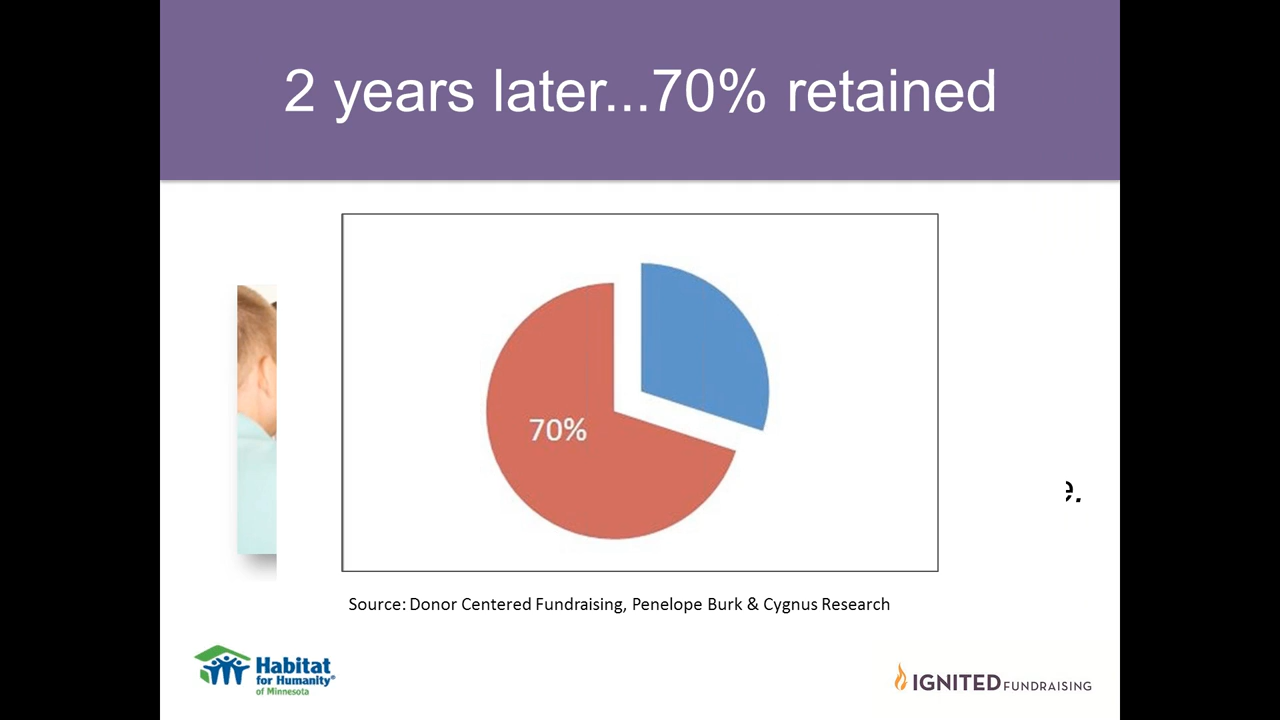 2 years later...70% retained
70%
e.
Source: Donor Centered Fundraising, Penelope Burk & Cygnus Research
Habitat
for Humanity®
of Minnesota
IGNITED FUNDRAISING